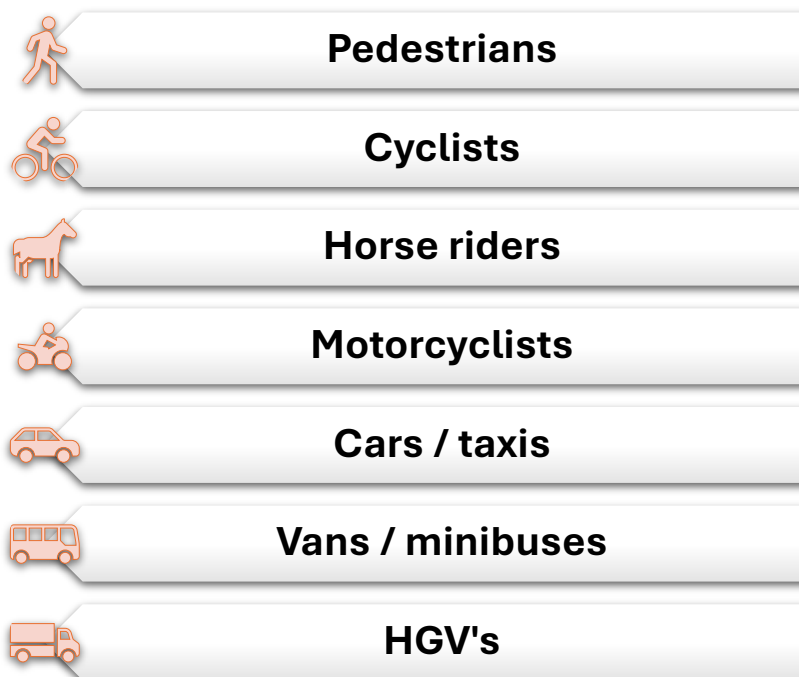 Pedestrians
Cyclists
Horse riders
Motorcyclists
Cars / taxis
Vans / minibuses
HGV's